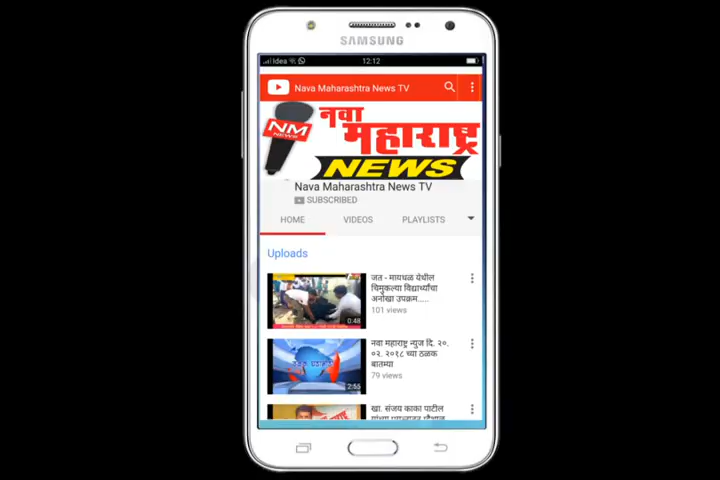 SAMSUNG
Idea
12:12
Nava Maharashtra News TV
NM
NEWS
नवा
महाराष्ट्र
NEWS
Nava Maharashtra News TV
SUBSCRIBED
HOME VIDEOS PLAYLISTS
Uploads
जत - मायथळ येथील
चिमुकल्या विद्यार्थ्यांचा
अनोखा उपक्रम.....
101 views
0:48
नवा महाराष्ट्र न्युज दि. २०.
०२. २०१८ च्या ठळक
बातम्या
79 views
2:55
खा. संजय काका पाटील